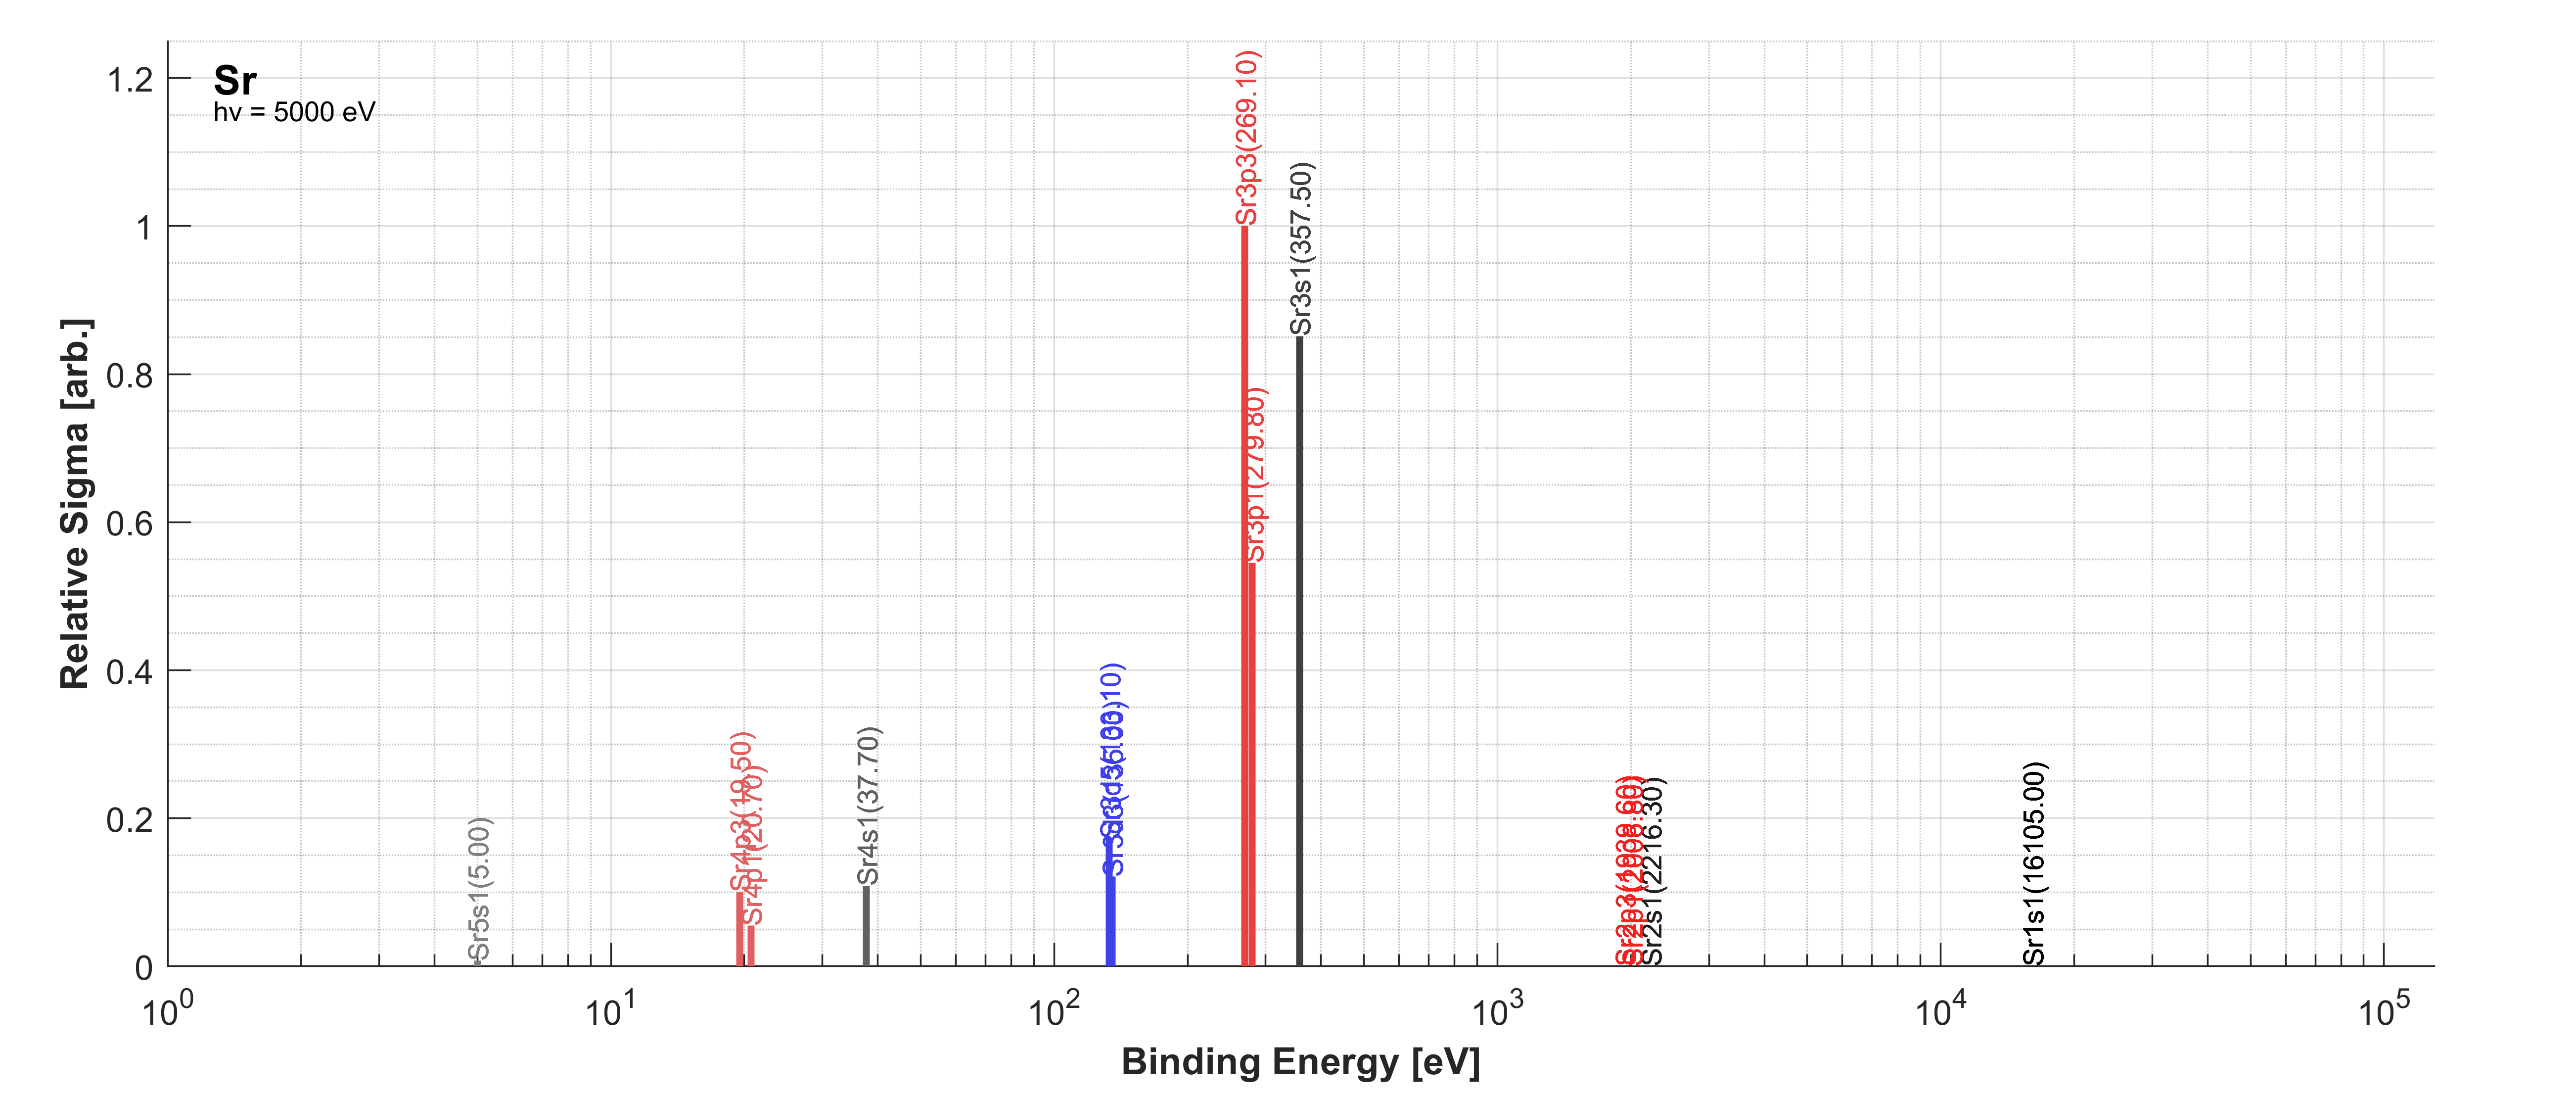 Sr
hv = 5000 eV
Relative Sigma [arb.]
1.2
1
0.8
0.6
0.4
0.2
0
Sr5s1(5.00)
Sr4p3(19.50)
Sr4p1(20.70)
Sr4s1(37.70)
Sr3p3(269.10)
Sr3p1(279.80)
Sr3s1(357.50)
Sr2s1(2216.30)
Sr1s1(16105.00)
10^0
10^1
10^2
10^3
10^4
10^5
Binding Energy [eV]